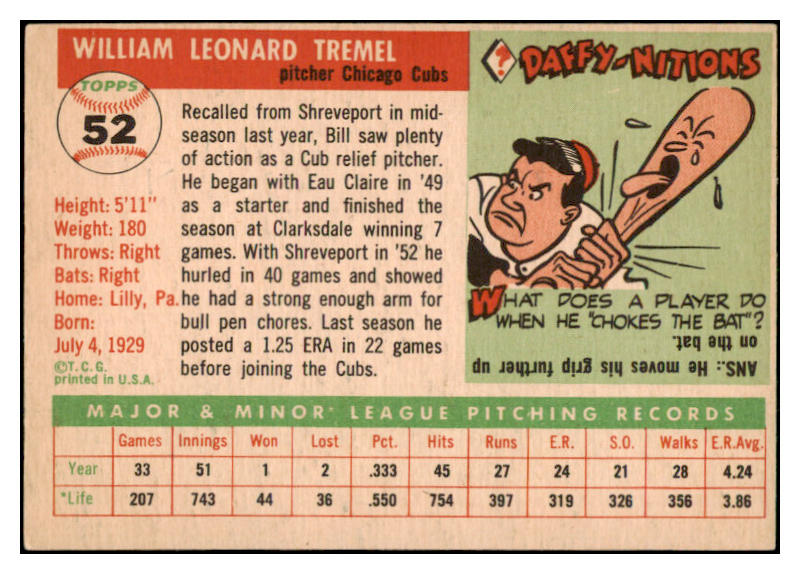 WILLIAM LEONARD TREMEL
pitcher Chicago Cubs
TOPPS
52
Height: 5'11"
Weight: 180
Throws: Right
Bats: Right
Home: Lilly, Pa.
Born:
July 4, 1929
©T.C.G.
printed in U.S.A.
Recalled from Shreveport in mid-
season last year, Bill saw plenty
of action as a Cub relief pitcher.
He began with Eau Claire in '49
as a starter and finished the
season at Clarksdale winning 7
games. With Shreveport in '52 he
hurled in 40 games and showed
he had a strong enough arm for
bull pen chores. Last season he
posted a 1.25 ERA in 22 games
before joining the Cubs.
? DAFFY-NITIONS
WHAT DOES A PLAYER DO
WHEN HE "CHOKES THE BAT"?
ANS.: He moves his grip further up
on the bat.
MAJOR & MINOR* LEAGUE PITCHING RECORDS
Games Innings Won Lost Pct. Hits Runs E.R. S.O. Walks E.R.Avg.
Year 33 51 1 2 .333 45 27 24 21 28 4.24
*Life 207 743 44 36 .550 754 397 319 326 356 3.86